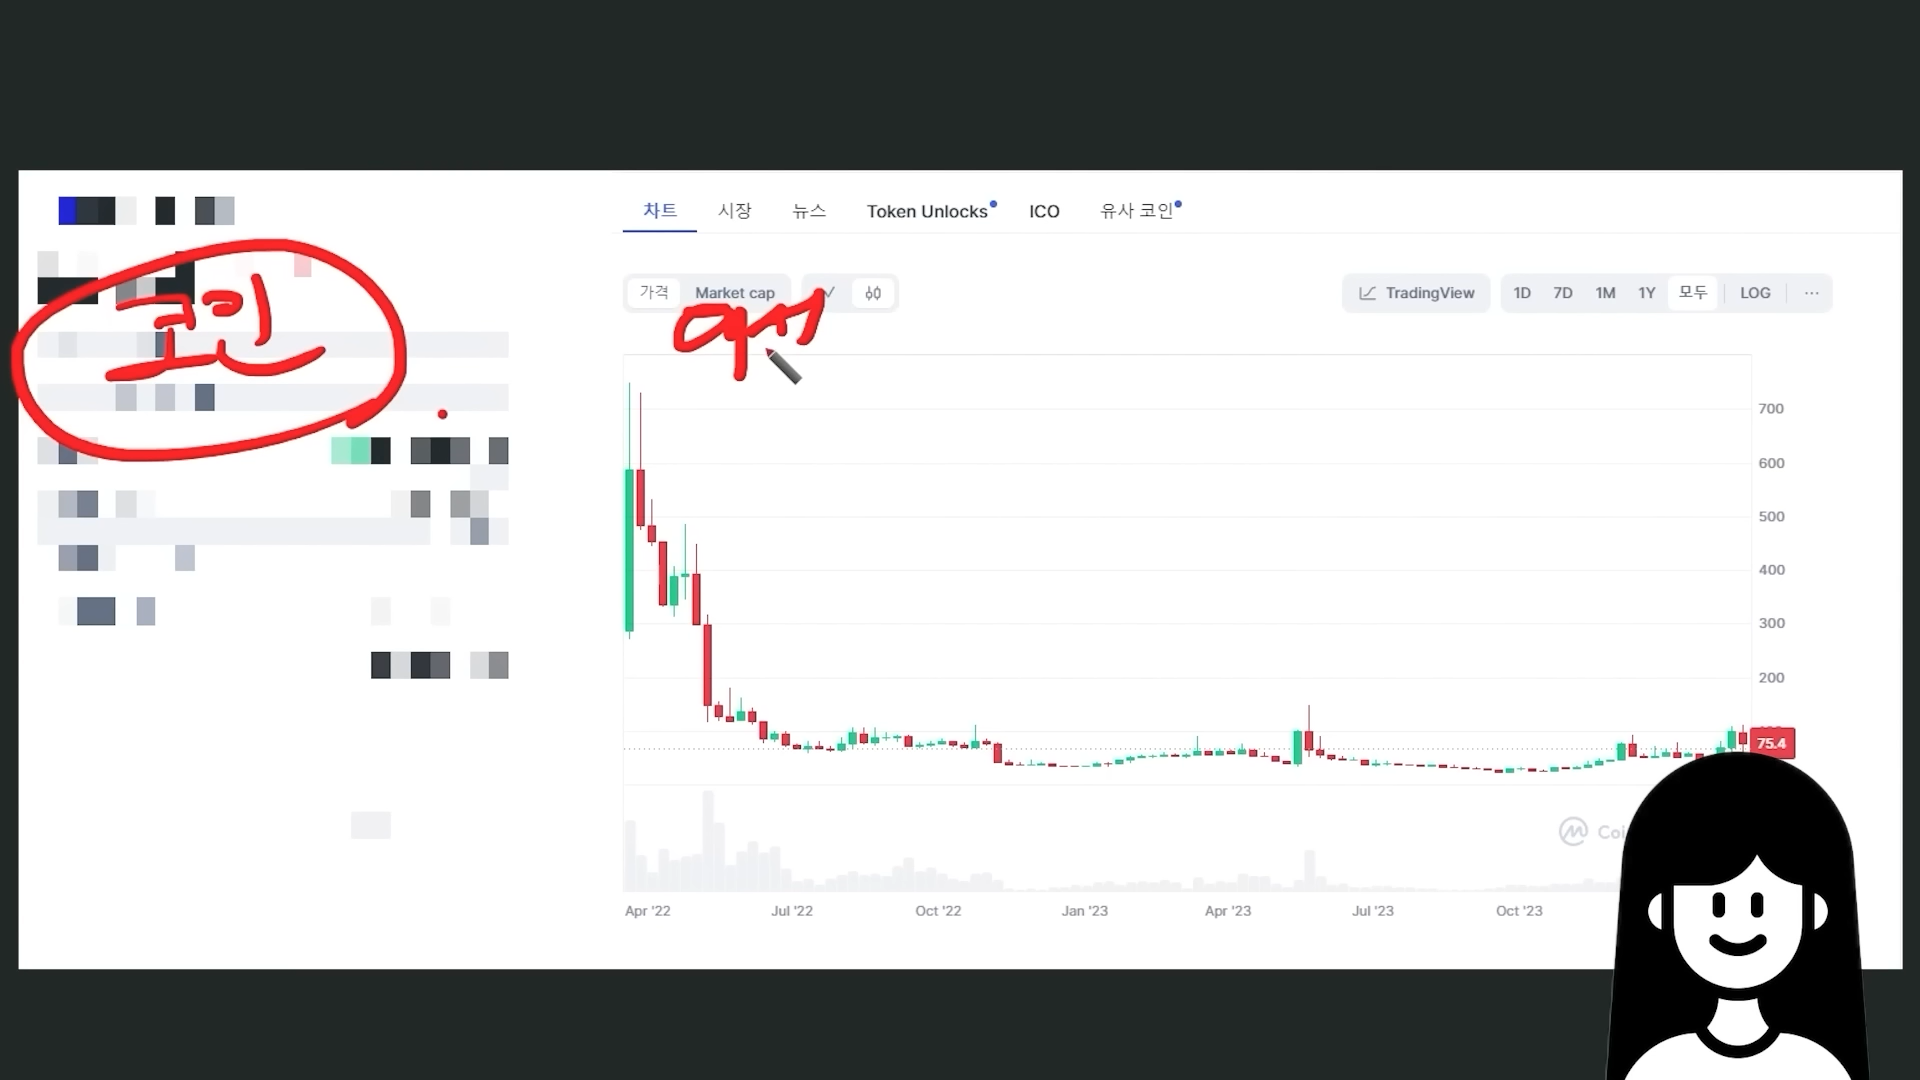 차트 시장 뉴스 Token Unlocks ICO 유사 코인
가격 Market cap TradingView 1D 7D 1M 1Y 모두 LOG ...
코인
700
600
500
400
300
200
75.4
Apr '22 Jul '22 Oct '22 Jan '23 Apr '23 Jul '23 Oct '23